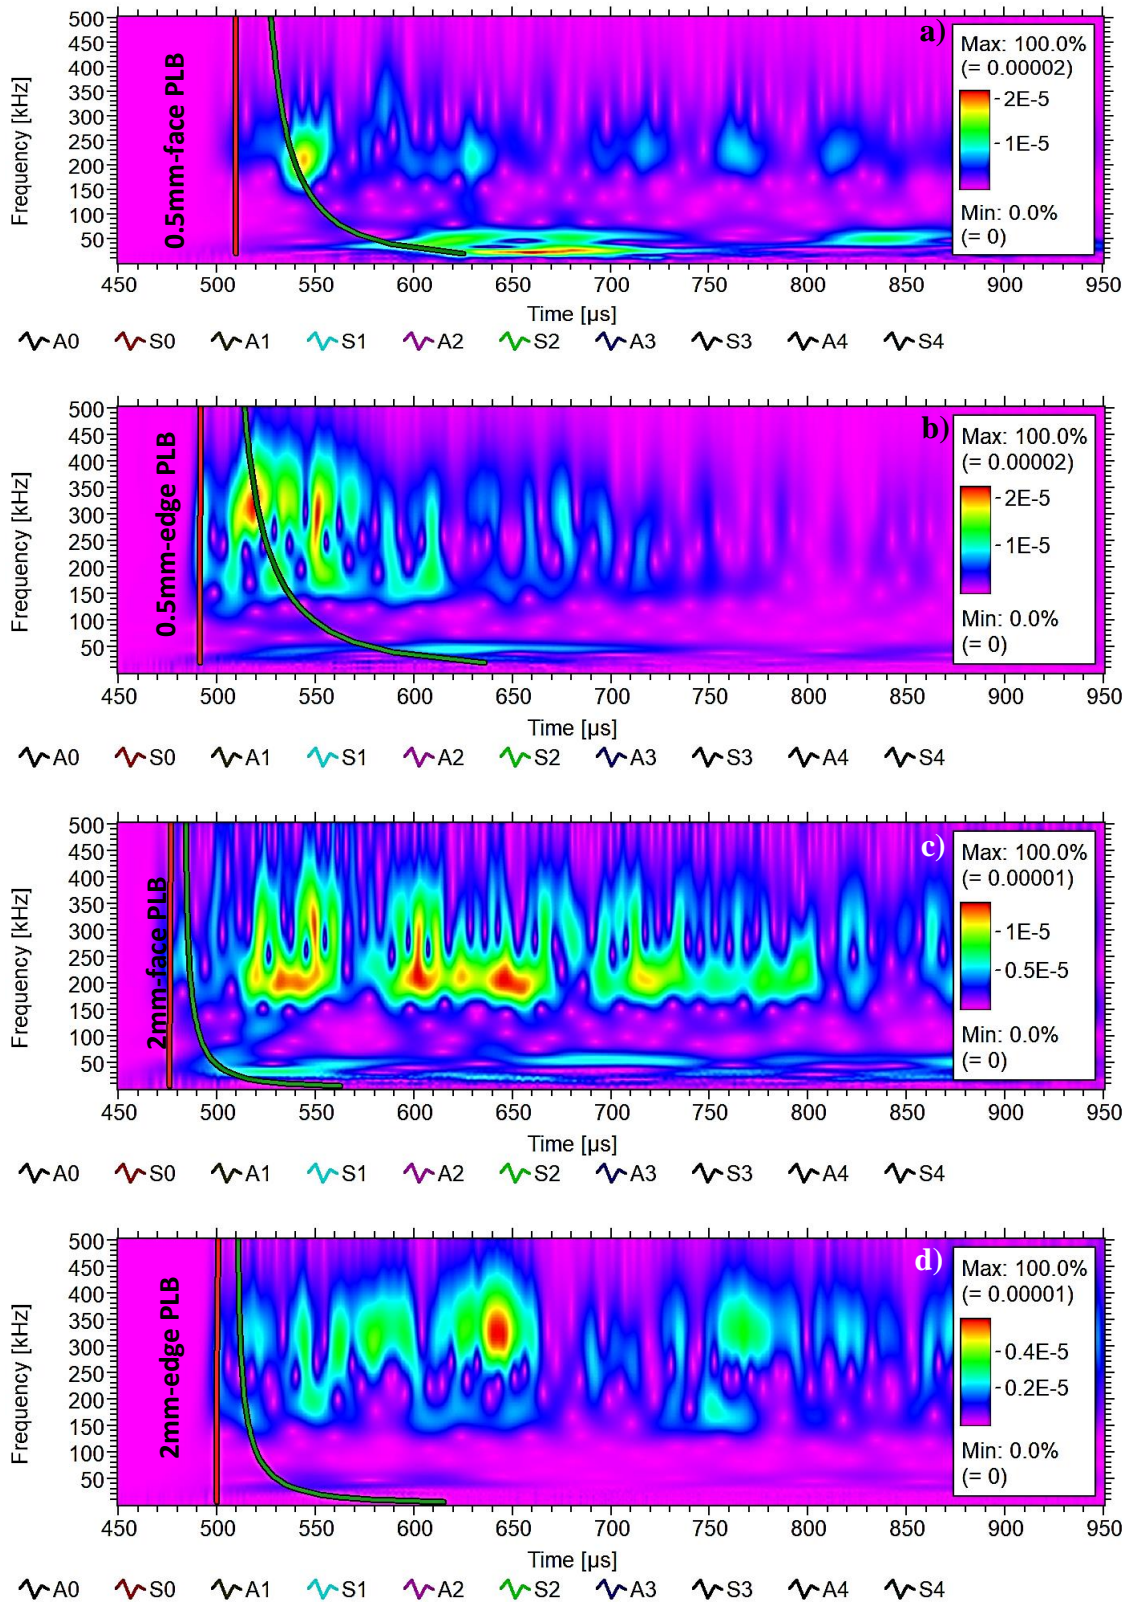 a)
Max: 100.0%
(= 0.00002)
2E-5
1E-5
Min: 0.0%
(= 0)
0.5mm-face PLB
Frequency [kHz]
500
450
400
350
300
250
200
150
100
50
450 500 550 600 650 700 750 800 850 900 950
Time [µs]
A0 S0 A1 S1 A2 S2 A3 S3 A4 S4
b)
Max: 100.0%
(= 0.00002)
2E-5
1E-5
Min: 0.0%
(= 0)
0.5mm-edge PLB
Frequency [kHz]
500
450
400
350
300
250
200
150
100
50
450 500 550 600 650 700 750 800 850 900 950
Time [µs]
A0 S0 A1 S1 A2 S2 A3 S3 A4 S4
c)
Max: 100.0%
(= 0.00001)
1E-5
0.5E-5
Min: 0.0%
(= 0)
2mm-face PLB
Frequency [kHz]
500
450
400
350
300
250
200
150
100
50
450 500 550 600 650 700 750 800 850 900 950
Time [µs]
A0 S0 A1 S1 A2 S2 A3 S3 A4 S4
d)
Max: 100.0%
(= 0.00001)
0.4E-5
0.2E-5
Min: 0.0%
(= 0)
2mm-edge PLB
Frequency [kHz]
500
450
400
350
300
250
200
150
100
50
450 500 550 600 650 700 750 800 850 900 950
Time [µs]
A0 S0 A1 S1 A2 S2 A3 S3 A4 S4